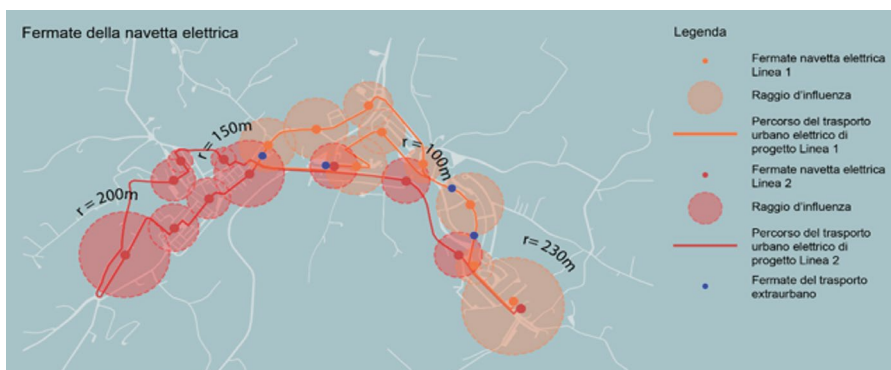 Fermate della navetta elettrica
r = 150m
r = 100m
r = 200m
r= 230m
Legenda
Fermate navetta elettrica
Linea 1
Raggio d'influenza
Percorso del trasporto
urbano elettrico di
progetto Linea 1
Fermate navetta elettrica
Linea 2
Raggio d'influenza
Percorso del trasporto
urbano elettrico di
progetto Linea 2
Fermate del trasporto
extraurbano